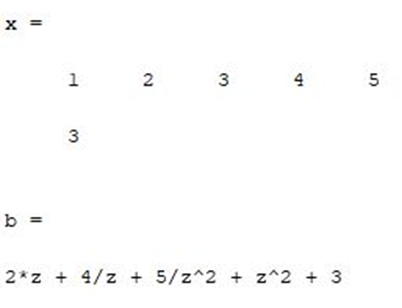 x =
1 2 3 4 5
3
b =
2*z + 4/z + 5/z^2 + z^2 + 3